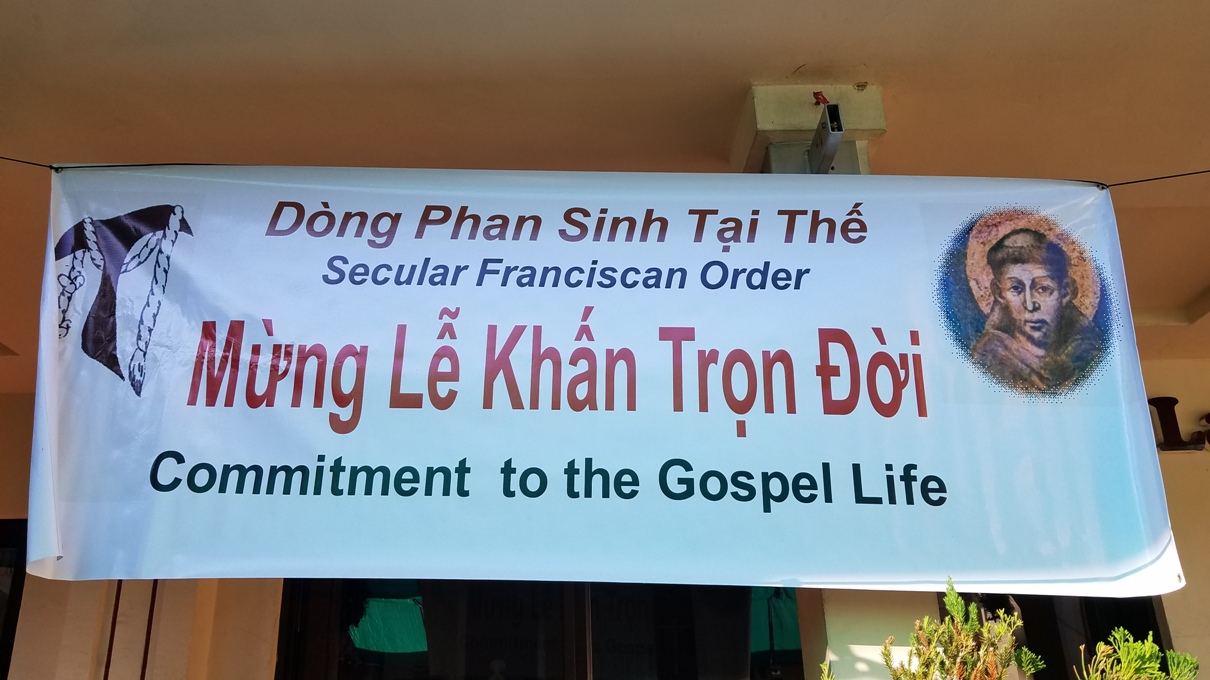 Dòng Phan Sinh Tại Thế
Secular Franciscan Order
Mừng Lễ Khấn Trọn Đời
Commitment to the Gospel Life